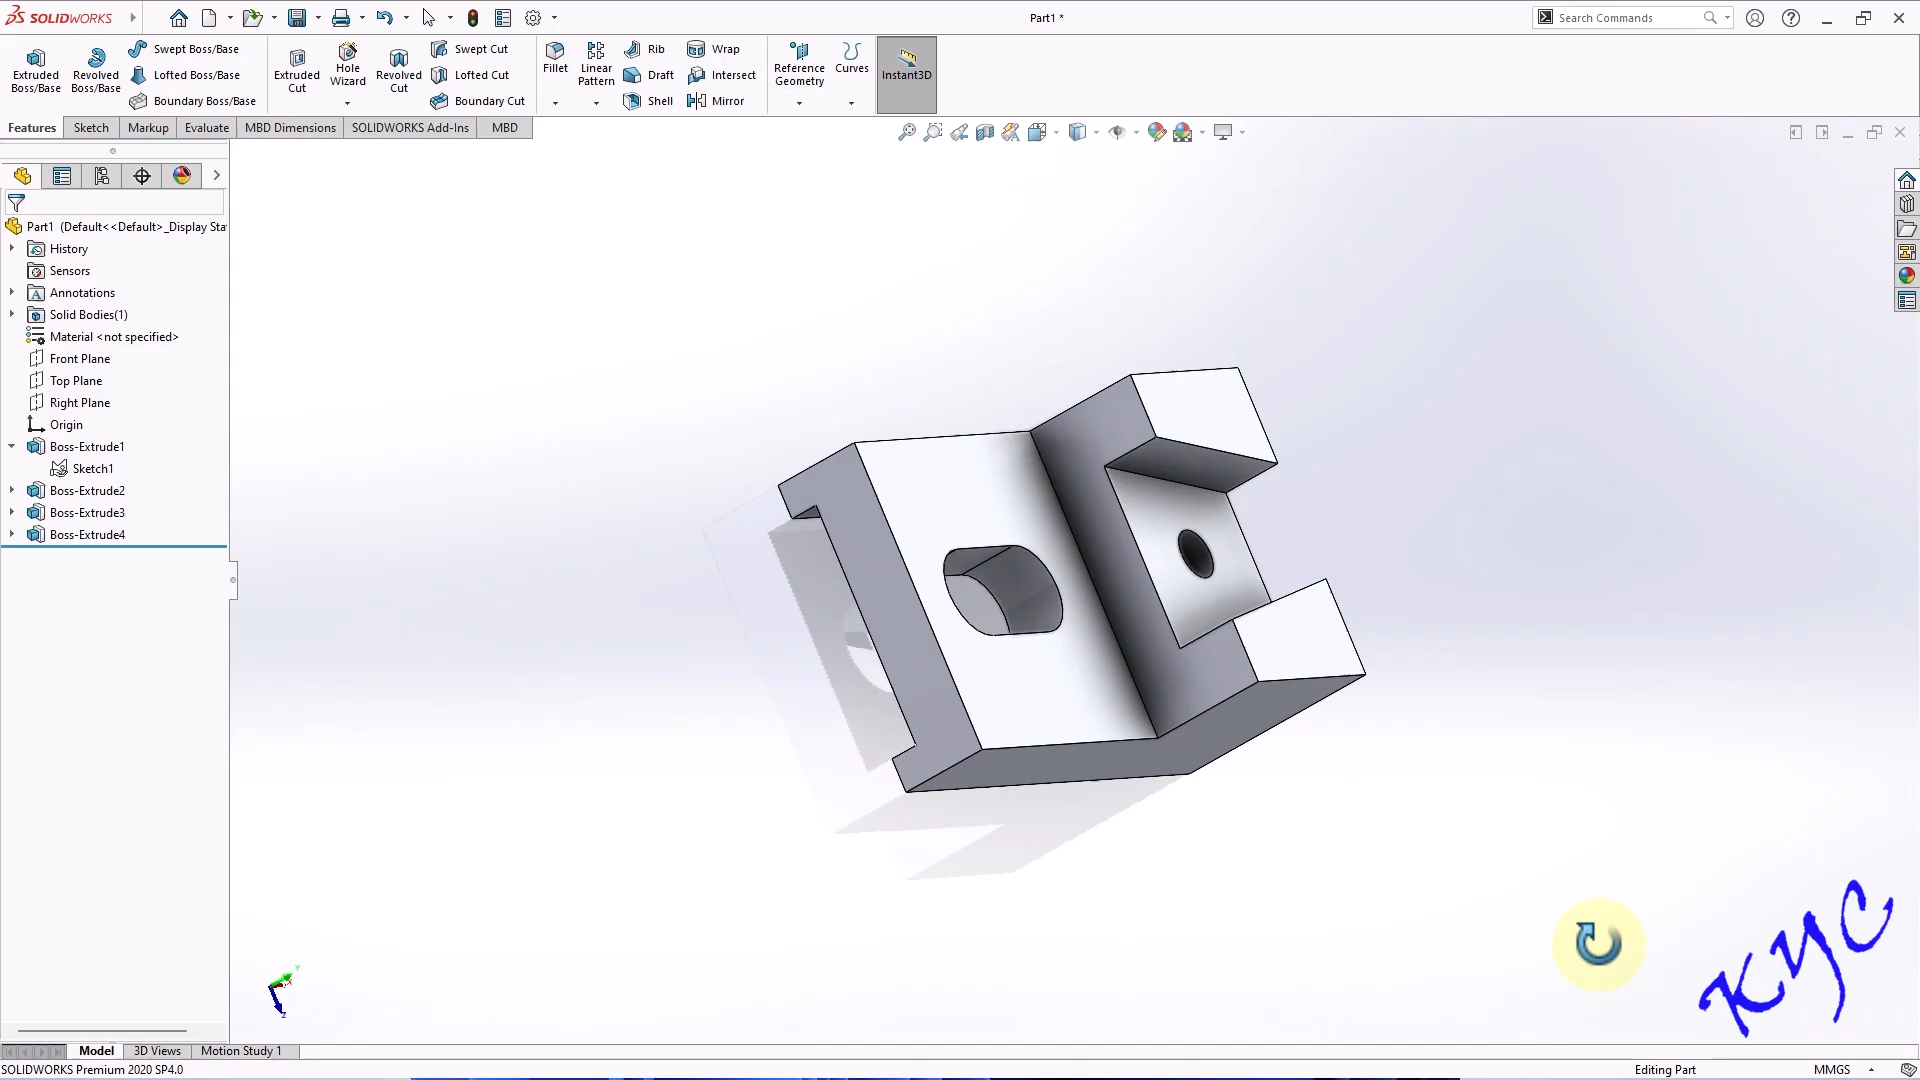 SOLIDWORKS
Part1 *
Search Commands
Extruded Boss/Base
Revolved Boss/Base
Swept Boss/Base
Lofted Boss/Base
Boundary Boss/Base
Extruded Cut
Hole Wizard
Revolved Cut
Swept Cut
Lofted Cut
Boundary Cut
Fillet
Linear Pattern
Rib
Draft
Shell
Wrap
Intersect
Mirror
Reference Geometry
Curves
Instant3D
Features
Sketch
Markup
Evaluate
MBD Dimensions
SOLIDWORKS Add-Ins
MBD
Part1 (Default<<Default>_Display Sta
History
Sensors
Annotations
Solid Bodies(1)
Material <not specified>
Front Plane
Top Plane
Right Plane
Origin
Boss-Extrude1
Sketch1
Boss-Extrude2
Boss-Extrude3
Boss-Extrude4
Y
X
Z
KYC
Model
3D Views
Motion Study 1
SOLIDWORKS Premium 2020 SP4.0
Editing Part
MMGS